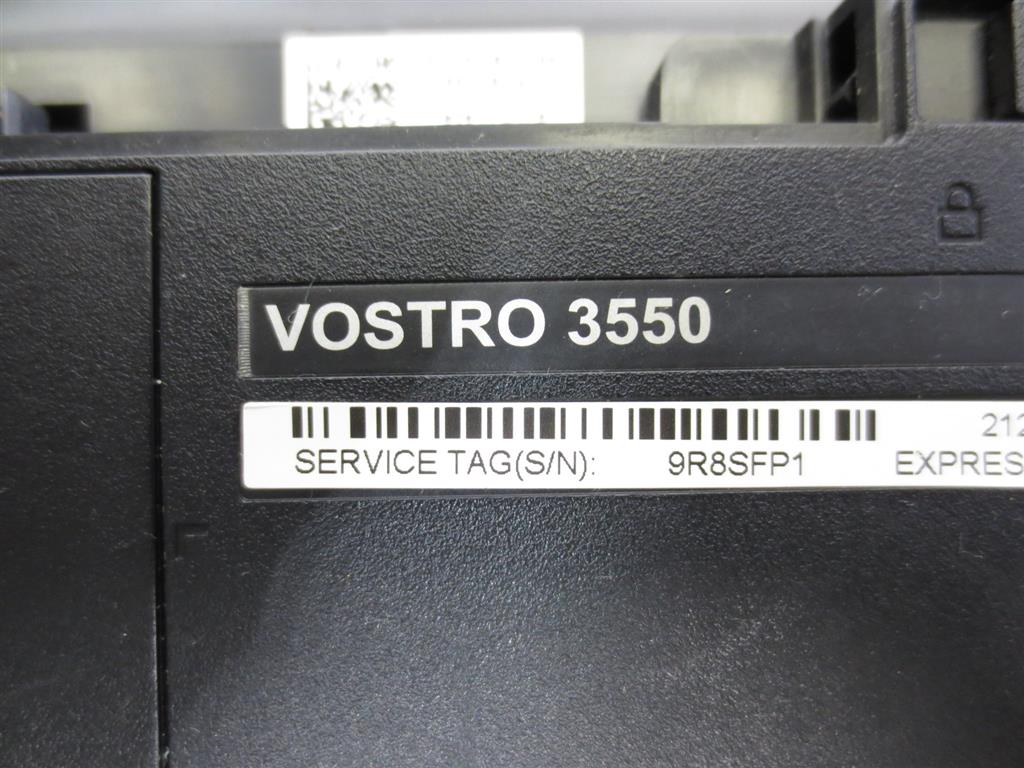 VOSTRO 3550
212
SERVICE TAG(S/N): 9R8SFP1 EXPRES